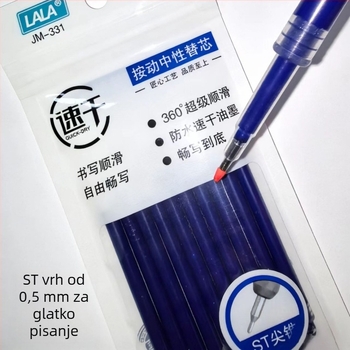 LALA
JM-331
按动中性替芯
匠心工艺 品质至上
速干
QUICK-DRY
360°超级顺滑
防水速干油墨
畅写到底
书写顺滑
自由畅写
ST vrh od
0,5 mm za
glatko
pisanje
ST尖锥